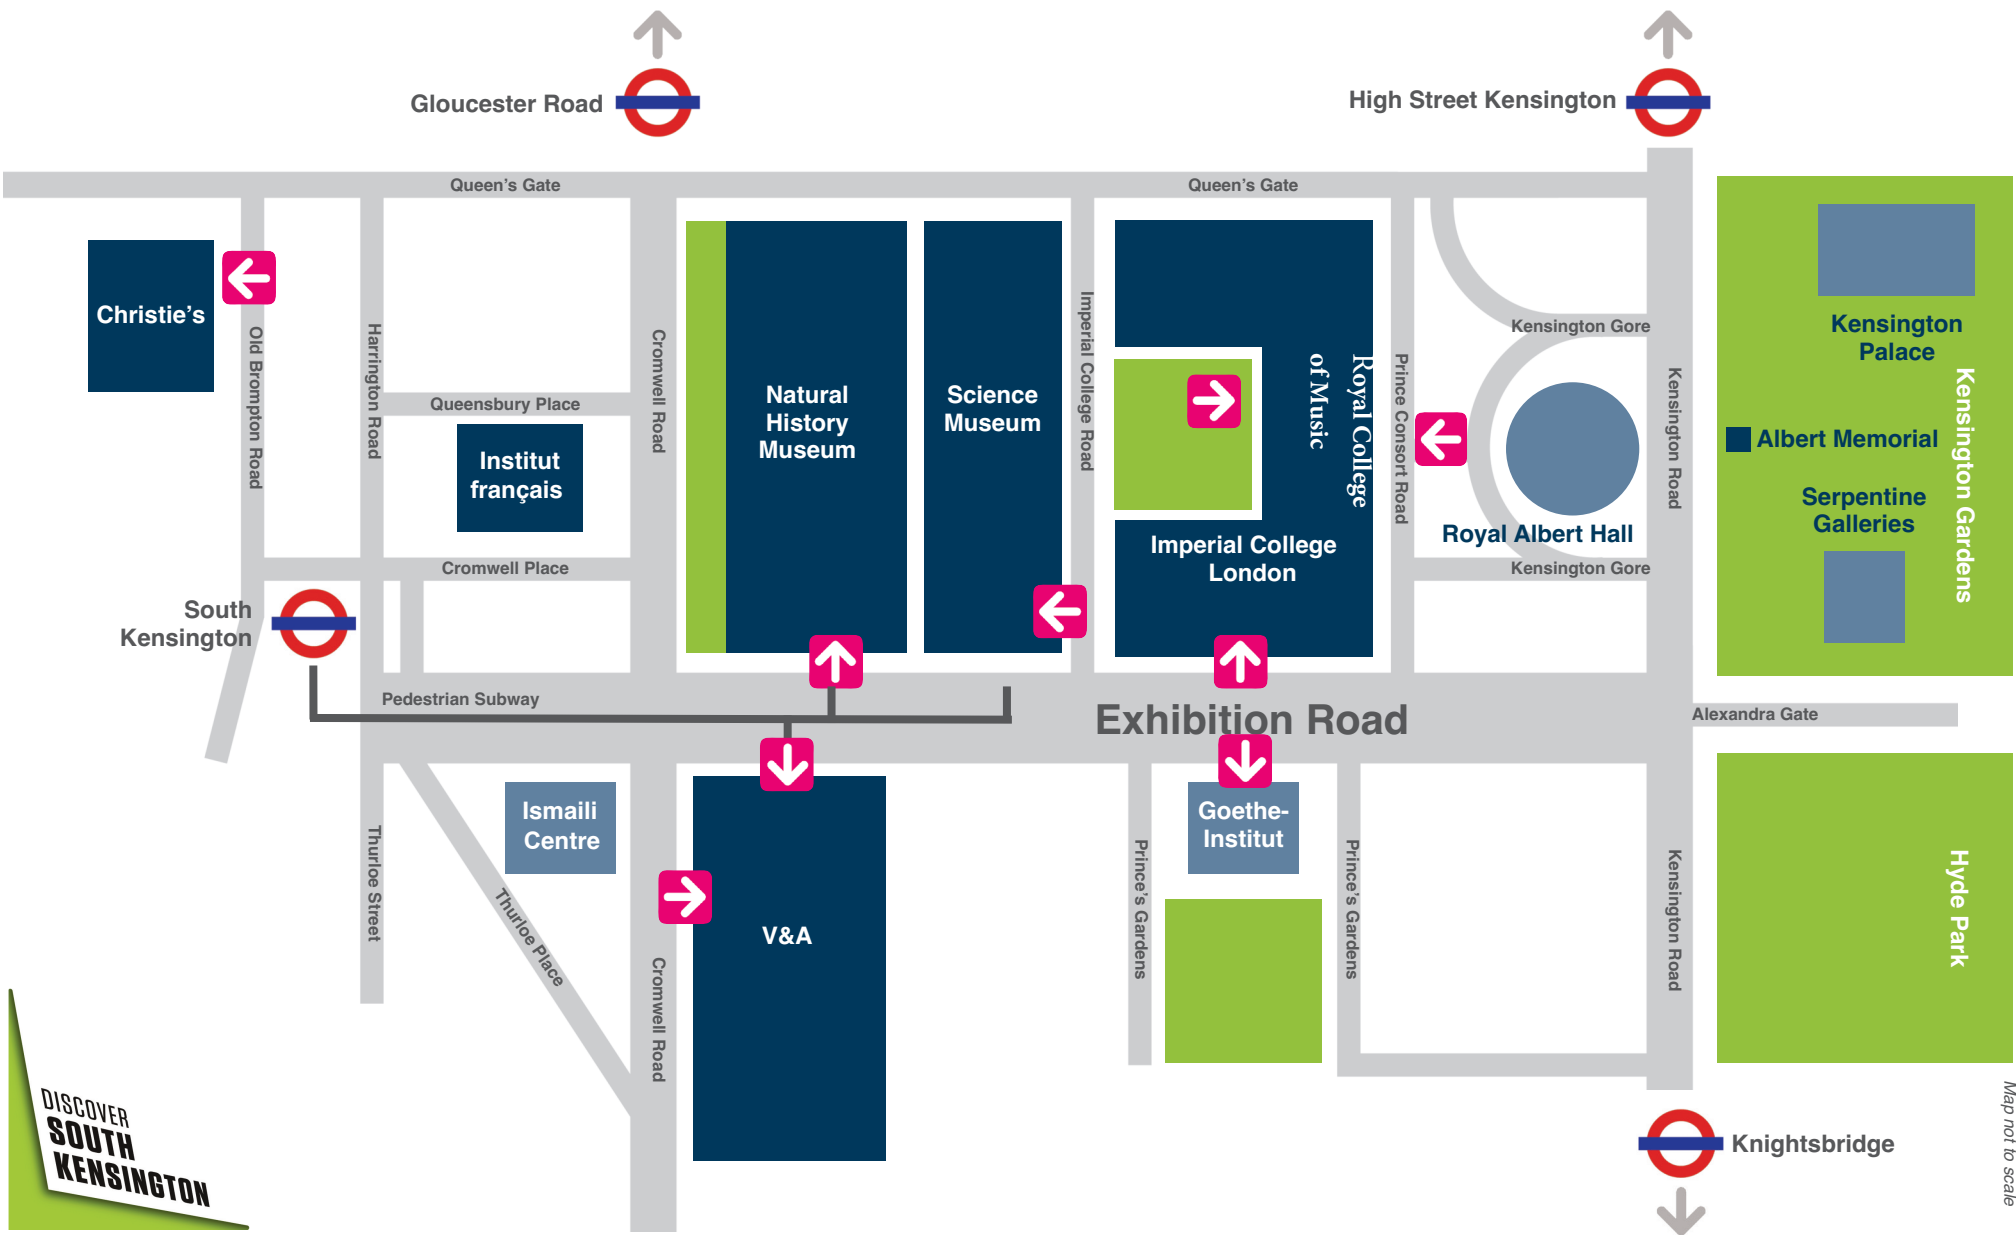 Gloucester Road
High Street Kensington
Queen's Gate
Queen's Gate
Christie's
Old Brompton Road
Harrington Road
Queensbury Place
Institut
français
Cromwell Place
Cromwell Road
Natural
History
Museum
Science
Museum
Imperial College Road
Royal College
of Music
Imperial College
London
Prince Consort Road
Kensington Gore
Royal Albert Hall
Kensington Gore
Kensington Road
Kensington
Palace
Albert Memorial
Serpentine
Galleries
Kensington Gardens
South
Kensington
Pedestrian Subway
Exhibition Road
Alexandra Gate
Thurloe Street
Thurloe Place
Ismaili
Centre
Cromwell Road
V&A
Prince's Gardens
Goethe-
Institut
Prince's Gardens
Kensington Road
Hyde Park
Knightsbridge
Map not to scale
DISCOVER
SOUTH
KENSINGTON